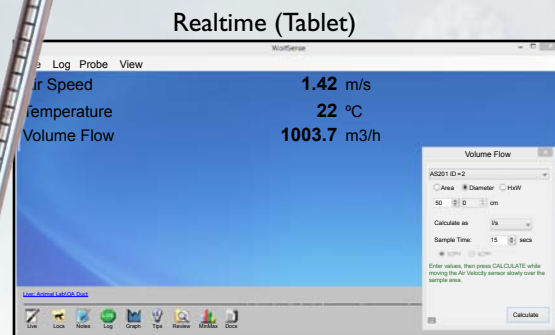 Realtime (Tablet)
WolfSense
Log Probe View
Air Speed 1.42 m/s
Temperature 22 ºC
Volume Flow 1003.7 m3/h
Volume Flow
AS201 ID=2
Area Diameter HxW
50 0 cm
Calculate as l/s
Sample Time: 15 secs
Enter values, then press CALCULATE while
moving the Air Velocity sensor slowly over the
sample area.
Live: Animal Lab\OA Duct
Calculate
Live Locs Notes Log Graph Tips Review MinMax Docs